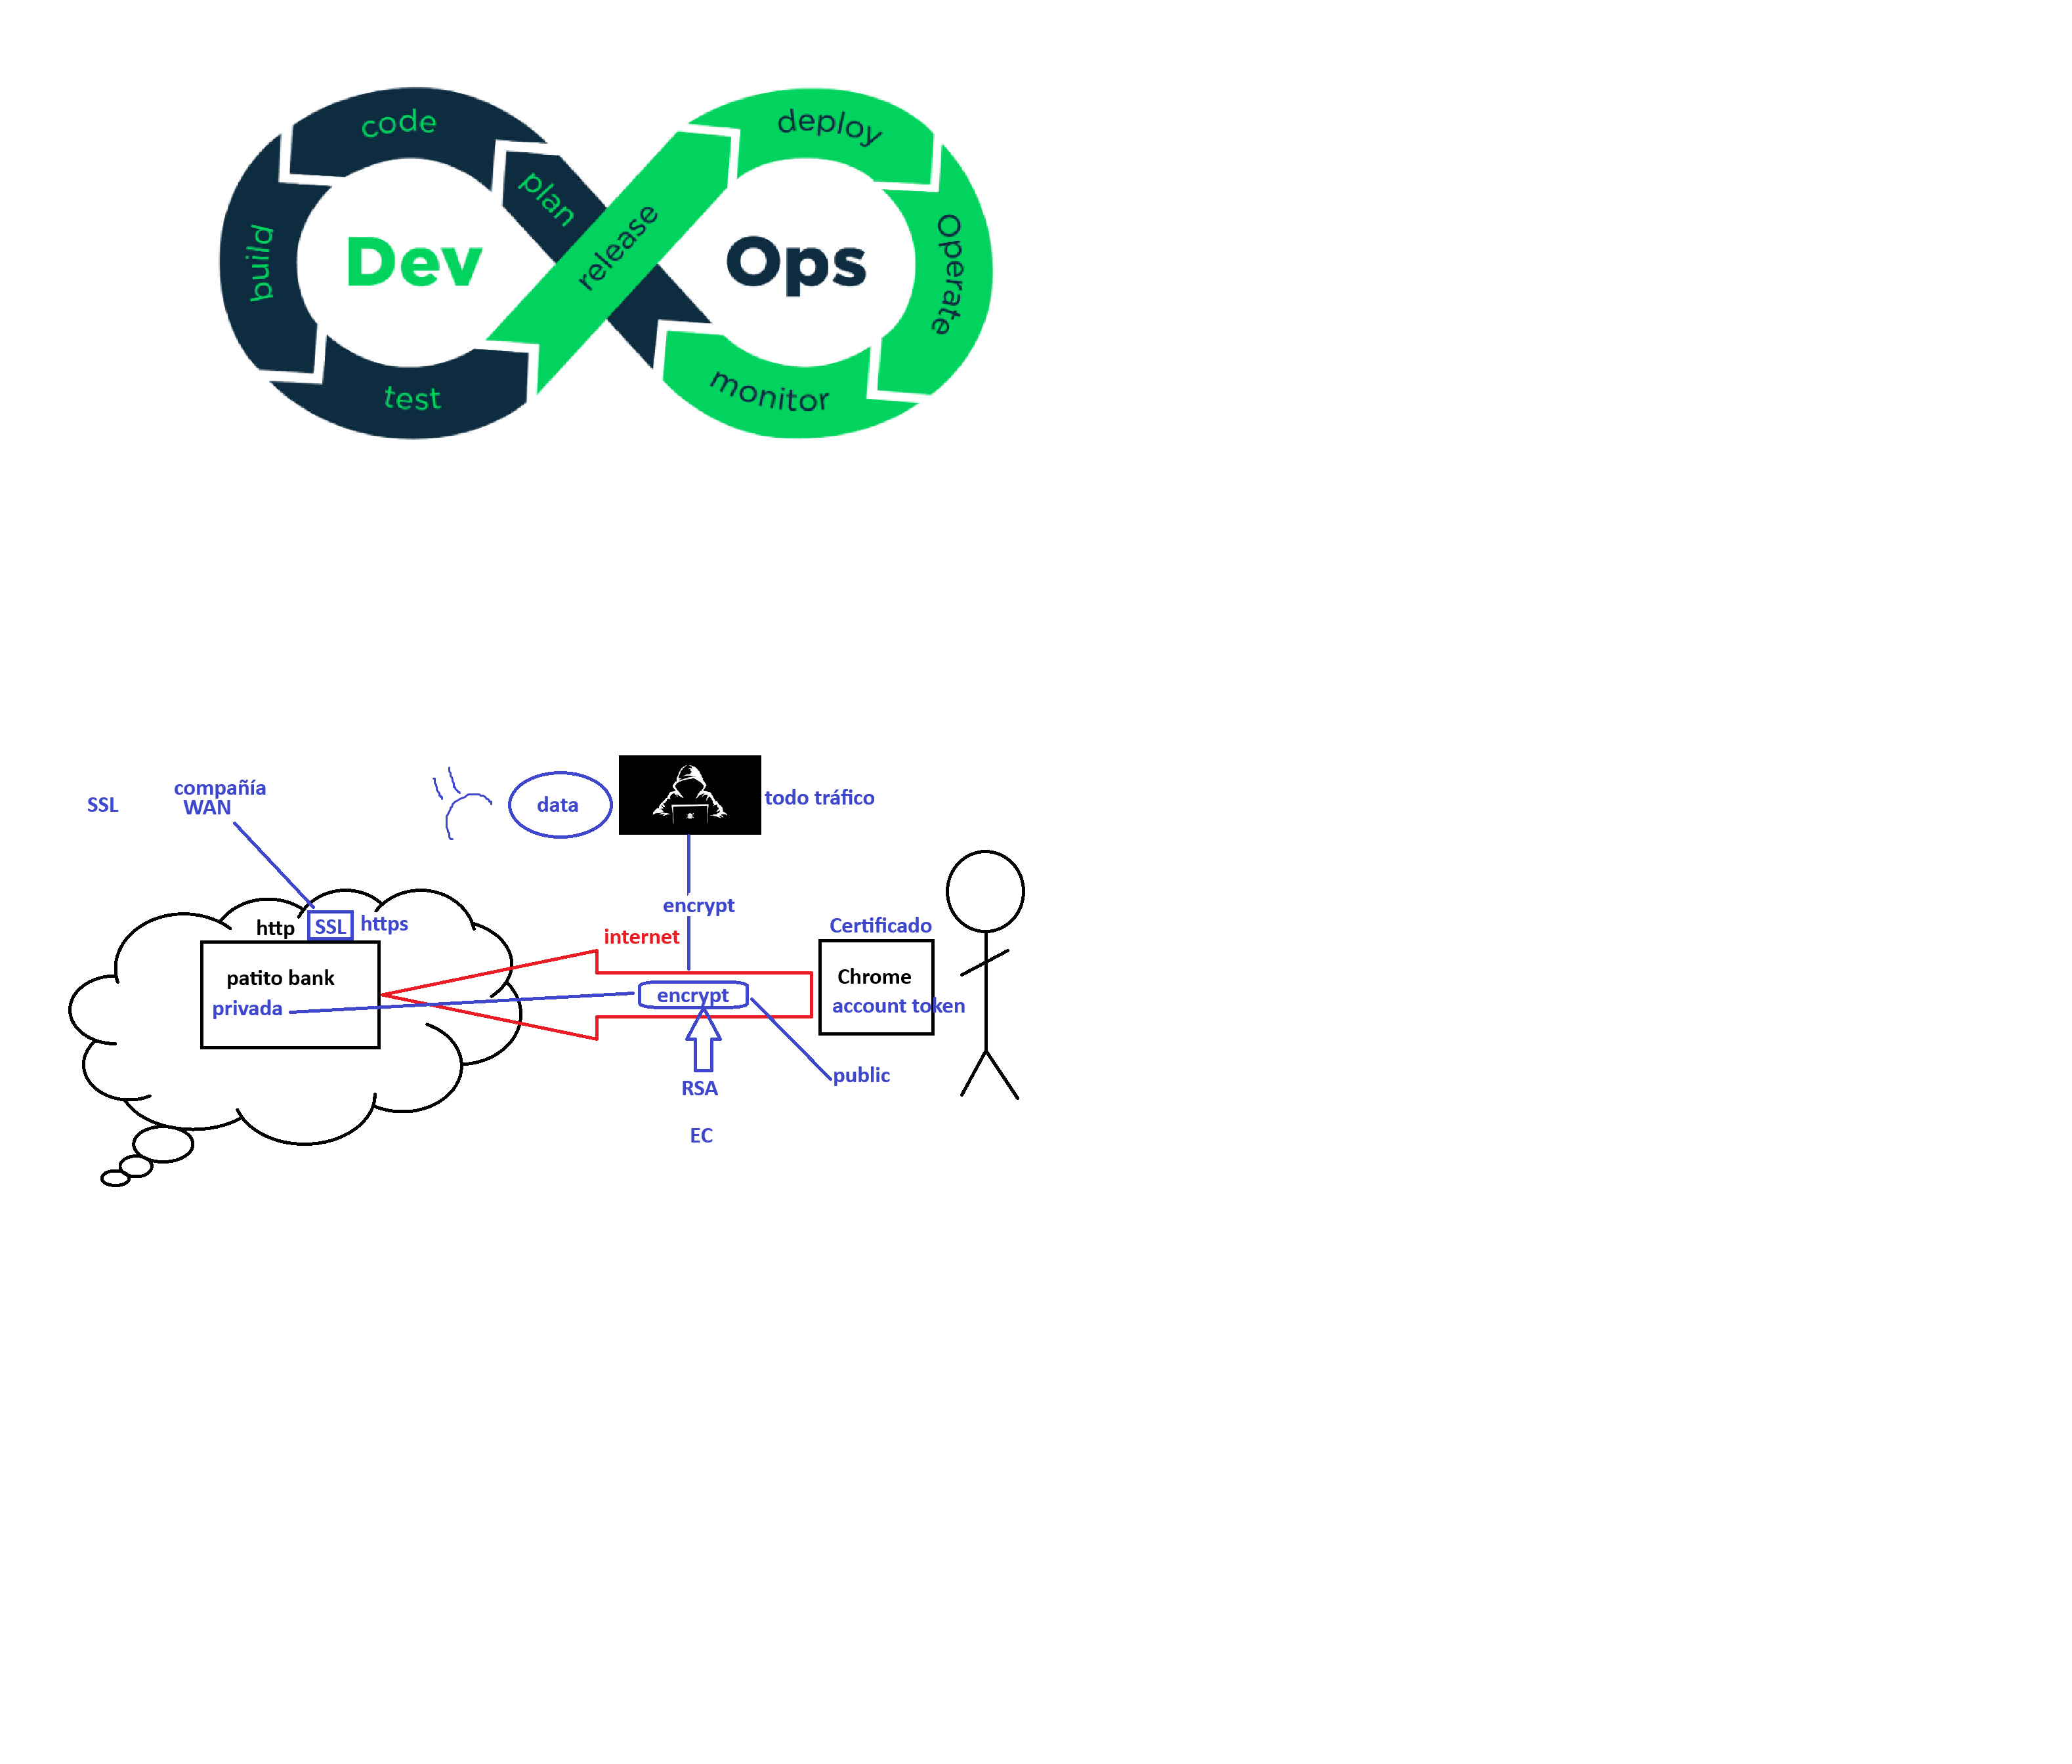 code
deploy
plan
release
build
Dev
Ops
Operate
test
monitor
compañía
SSL
WAN
data
todo tráfico
encrypt
http
SSL
https
internet
Certificado
patito bank
Chrome
privada
encrypt
account token
RSA
public
EC